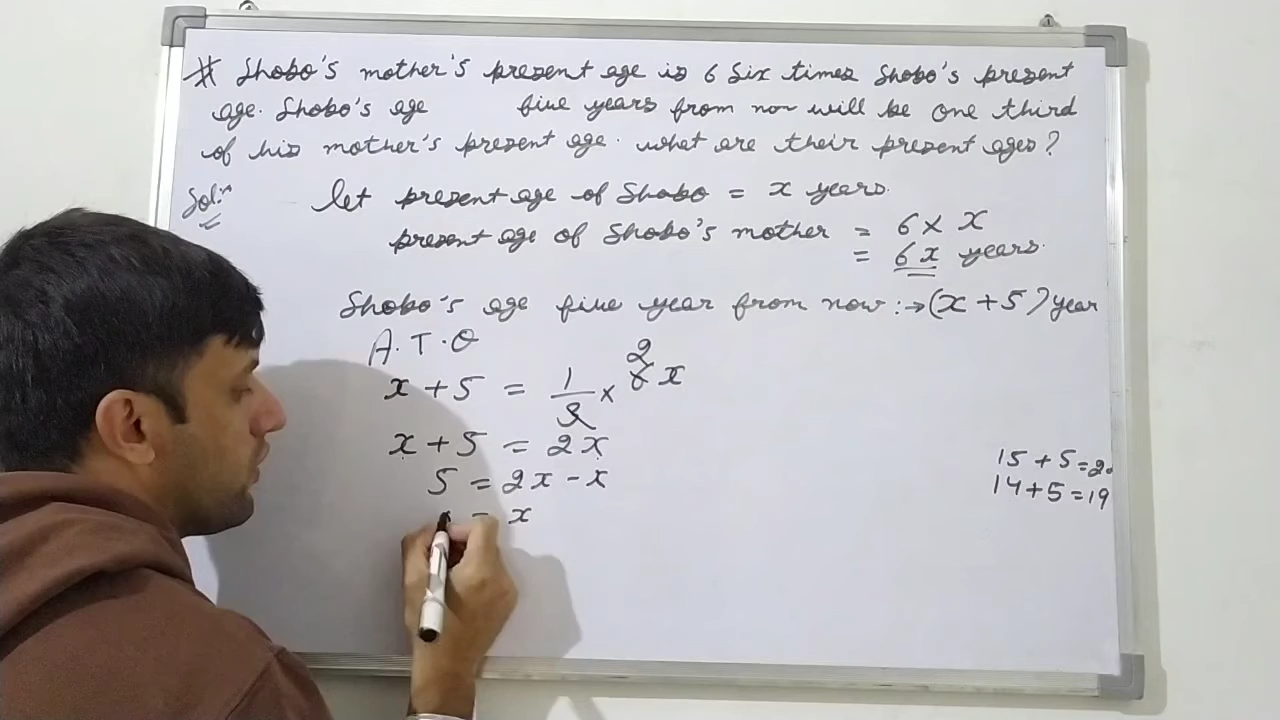 # Shobo's mother's present age is 6 Six times Shobo's present
age. Shobo's age five years from now will be one third
of his mother's present age. what are their present ages?
Sol:n let present age of Shobo = x years.
present age of Shobo's mother = 6 × x
= 6x years.
Shobo's age five year from now :→ (x + 5) year
A.T.Q
x + 5 = 1/3 × 6x 2
x + 5 = 2x
5 = 2x - x
= x
15 + 5 = 20
14 + 5 = 19